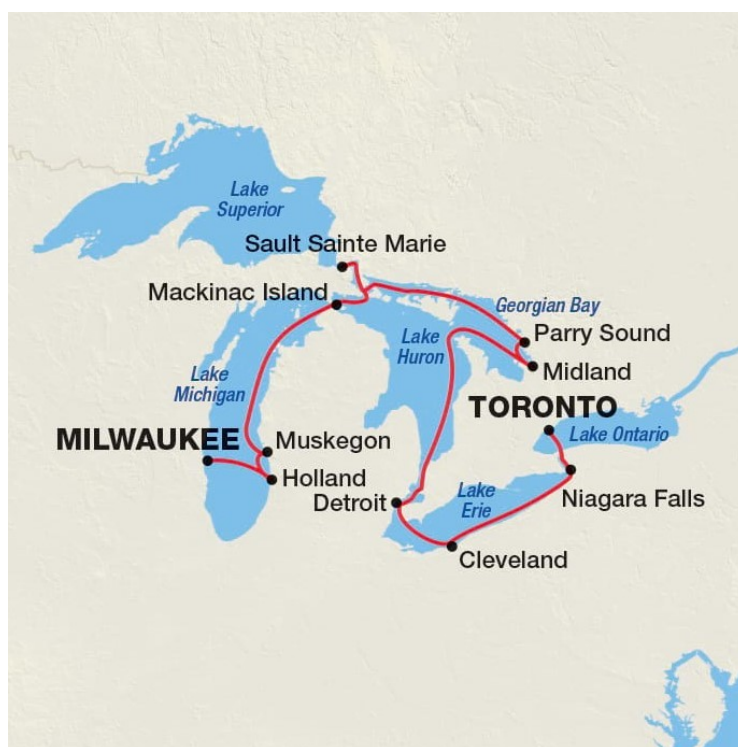 Lake
Superior
Sault Sainte Marie
Mackinac Island
Georgian Bay
Lake
Huron
Parry Sound
Lake
Michigan
Midland
TORONTO
MILWAUKEE
Muskegon
Lake Ontario
Holland
Detroit
Lake
Erie
Niagara Falls
Cleveland